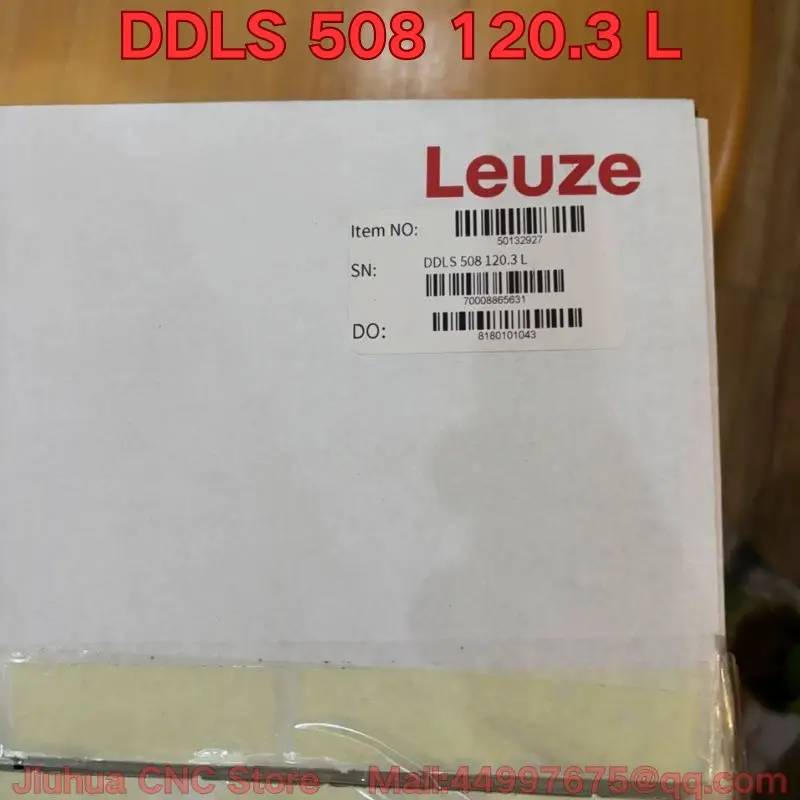 DDLS 508 120.3 L
Leuze
Item NO:
50132927
SN: DDLS 508 120.3 L
70008865631
DO:
8180101043
Jiuhua CNC Store Mail:44997675@qq.com